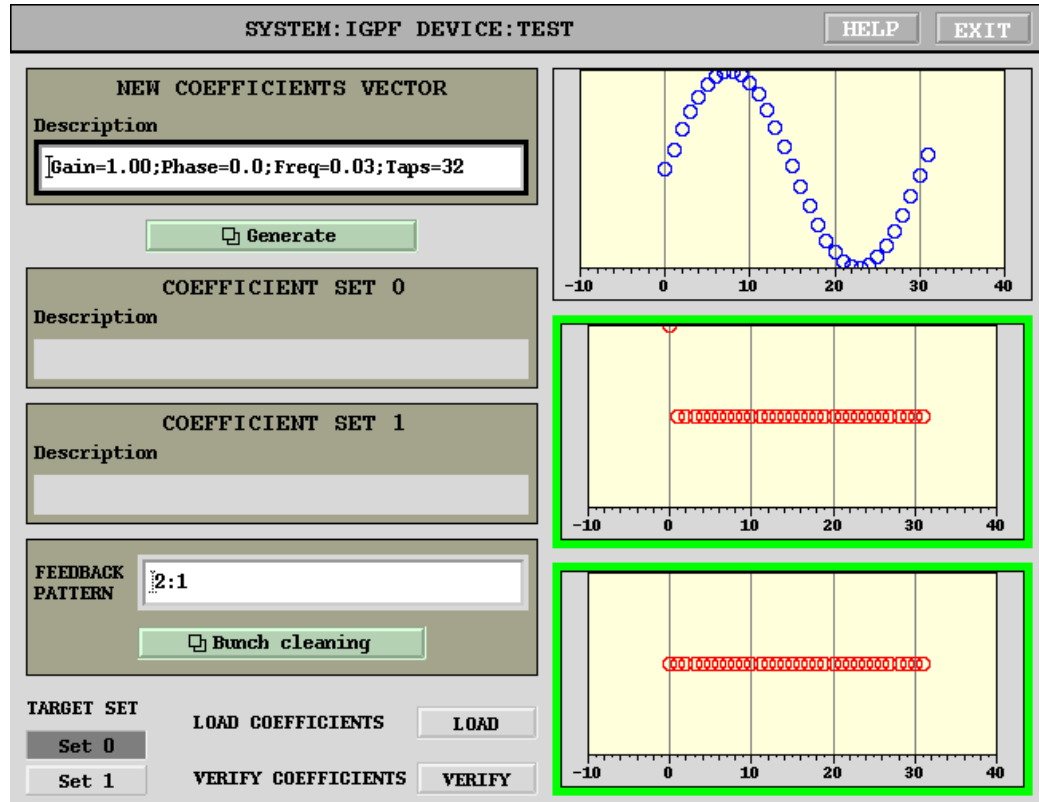 SYSTEM:IGPF DEVICE:TEST
HELP
EXIT
NEW COEFFICIENTS VECTOR
Description
Gain=1.00;Phase=0.0;Freq=0.03;Taps=32
Generate
-10 0 10 20 30 40
COEFFICIENT SET 0
Description
COEFFICIENT SET 1
Description
-10 0 10 20 30 40
FEEDBACK
PATTERN
2:1
Bunch cleaning
TARGET SET
Set 0
Set 1
LOAD COEFFICIENTS
LOAD
VERIFY COEFFICIENTS
VERIFY
-10 0 10 20 30 40